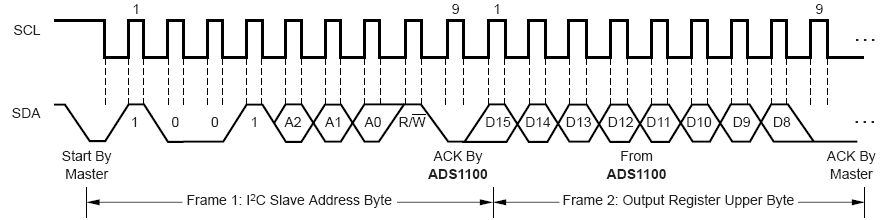 1 9 1 9
SCL
...
SDA
1 0 0 1 A2 A1 A0 R/W̅ D15 D14 D13 D12 D11 D10 D9 D8
...
Start By
Master
ACK By
ADS1100
From
ADS1100
ACK By
Master
Frame 1: I²C Slave Address Byte
Frame 2: Output Register Upper Byte